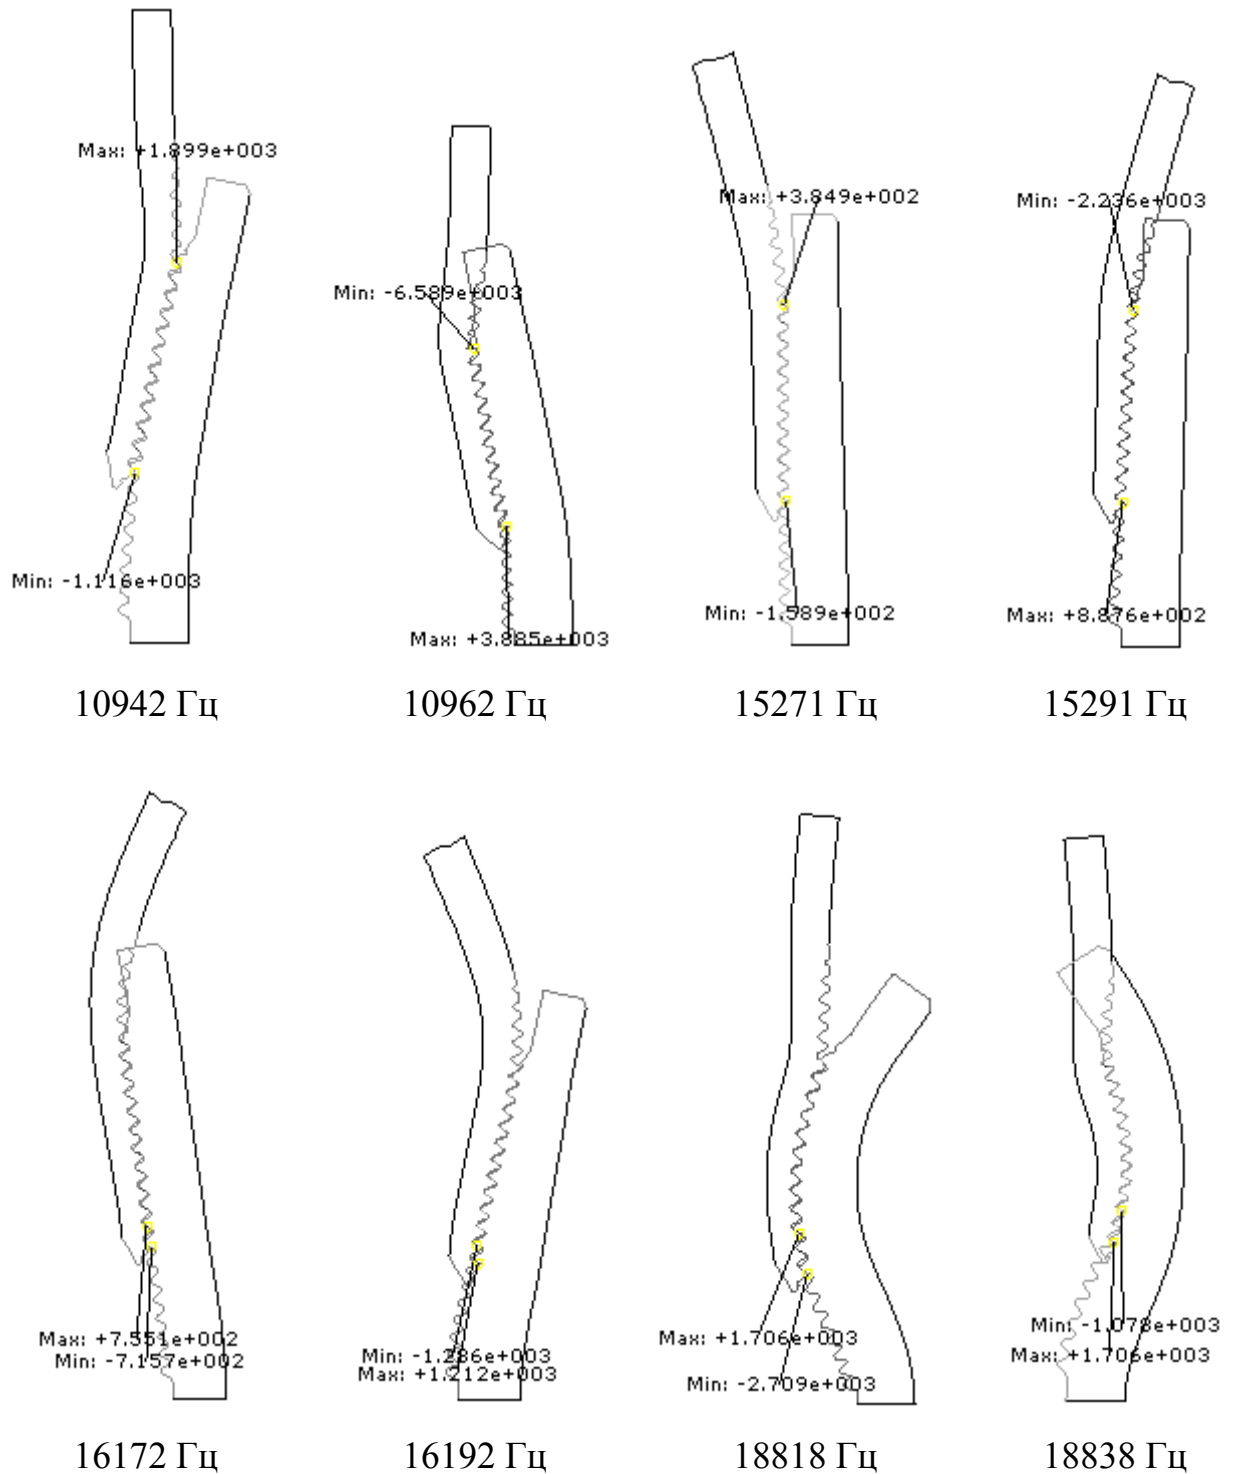 Max: +1.899e+003
Min: -1.116e+003
10942 Гц
Min: -6.589e+003
Max: +3.885e+003
10962 Гц
Max: +3.849e+002
Min: -1.589e+002
15271 Гц
Min: -2.236e+003
Max: +8.876e+002
15291 Гц
Max: +7.551e+002
Min: -7.157e+002
16172 Гц
Min: -1.286e+003
Max: +1.212e+003
16192 Гц
Max: +1.706e+003
Min: -2.709e+003
18818 Гц
Min: -1.078e+003
Max: +1.706e+003
18838 Гц